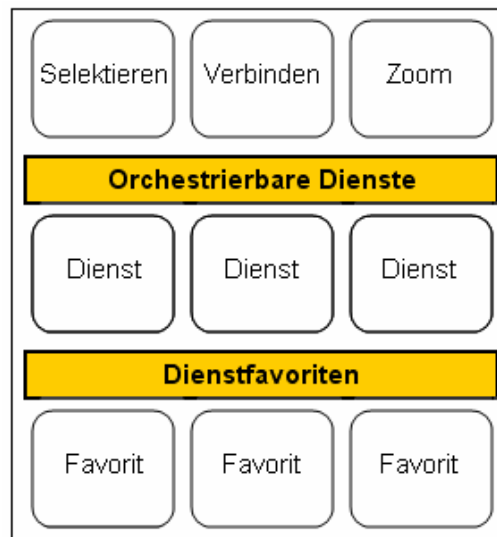 Selektieren Verbinden Zoom
Orchestrierbare Dienste
Dienst Dienst Dienst
Dienstfavoriten
Favorit Favorit Favorit